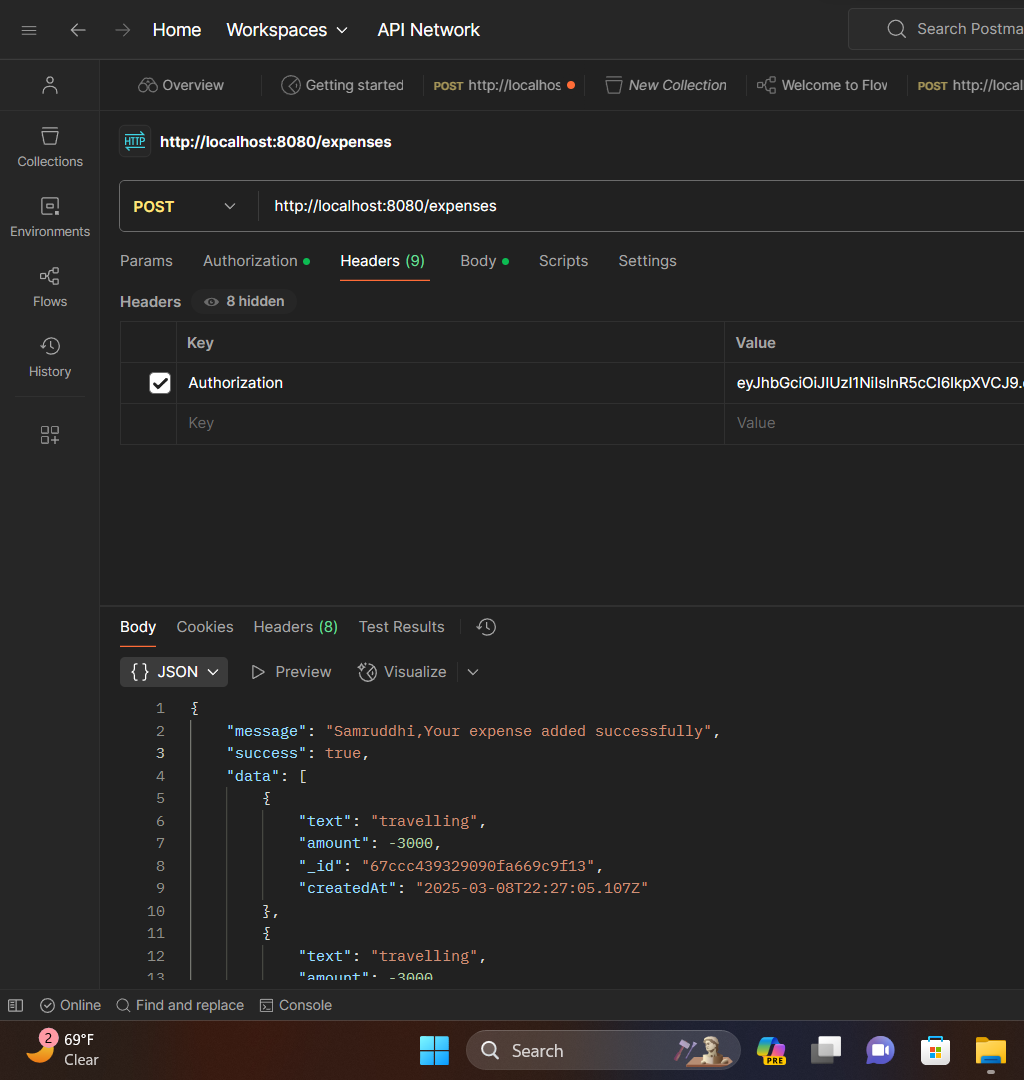 Home Workspaces API Network Search Postma
Overview Getting started POST http://localhos New Collection Welcome to Flov POST http://local
HTTP http://localhost:8080/expenses
Collections
POST http://localhost:8080/expenses
Environments
Params Authorization Headers (9) Body Scripts Settings
Flows
Headers 8 hidden
Key Value
History
Authorization eyJhbGciOiJIUzI1NiIsInR5cCI6IkpXVCJ9.
Key Value
Body Cookies Headers (8) Test Results
{} JSON Preview Visualize
1 {
2 "message": "Samruddhi,Your expense added successfully",
3 "success": true,
4 "data": [
5 {
6 "text": "travelling",
7 "amount": -3000,
8 "_id": "67ccc439329090fa669c9f13",
9 "createdAt": "2025-03-08T22:27:05.107Z"
10 },
11 {
12 "text": "travelling",
13 "amount": -3000
Online Find and replace Console
2 69°F
Clear
Search
PRE